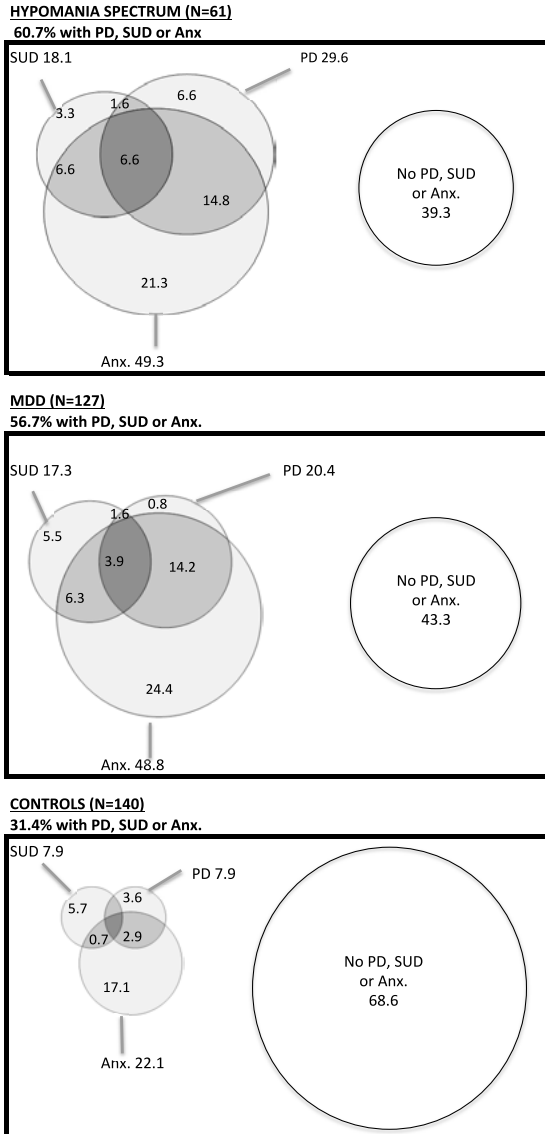 HYPOMANIA SPECTRUM (N=61)
60.7% with PD, SUD or Anx
SUD 18.1
PD 29.6
3.3
1.6
6.6
6.6
6.6
14.8
21.3
Anx. 49.3
No PD, SUD
or Anx.
39.3
MDD (N=127)
56.7% with PD, SUD or Anx.
SUD 17.3
PD 20.4
5.5
1.6
0.8
3.9
14.2
6.3
24.4
Anx. 48.8
No PD, SUD
or Anx.
43.3
CONTROLS (N=140)
31.4% with PD, SUD or Anx.
SUD 7.9
PD 7.9
5.7
3.6
0.7
2.9
17.1
Anx. 22.1
No PD, SUD
or Anx.
68.6